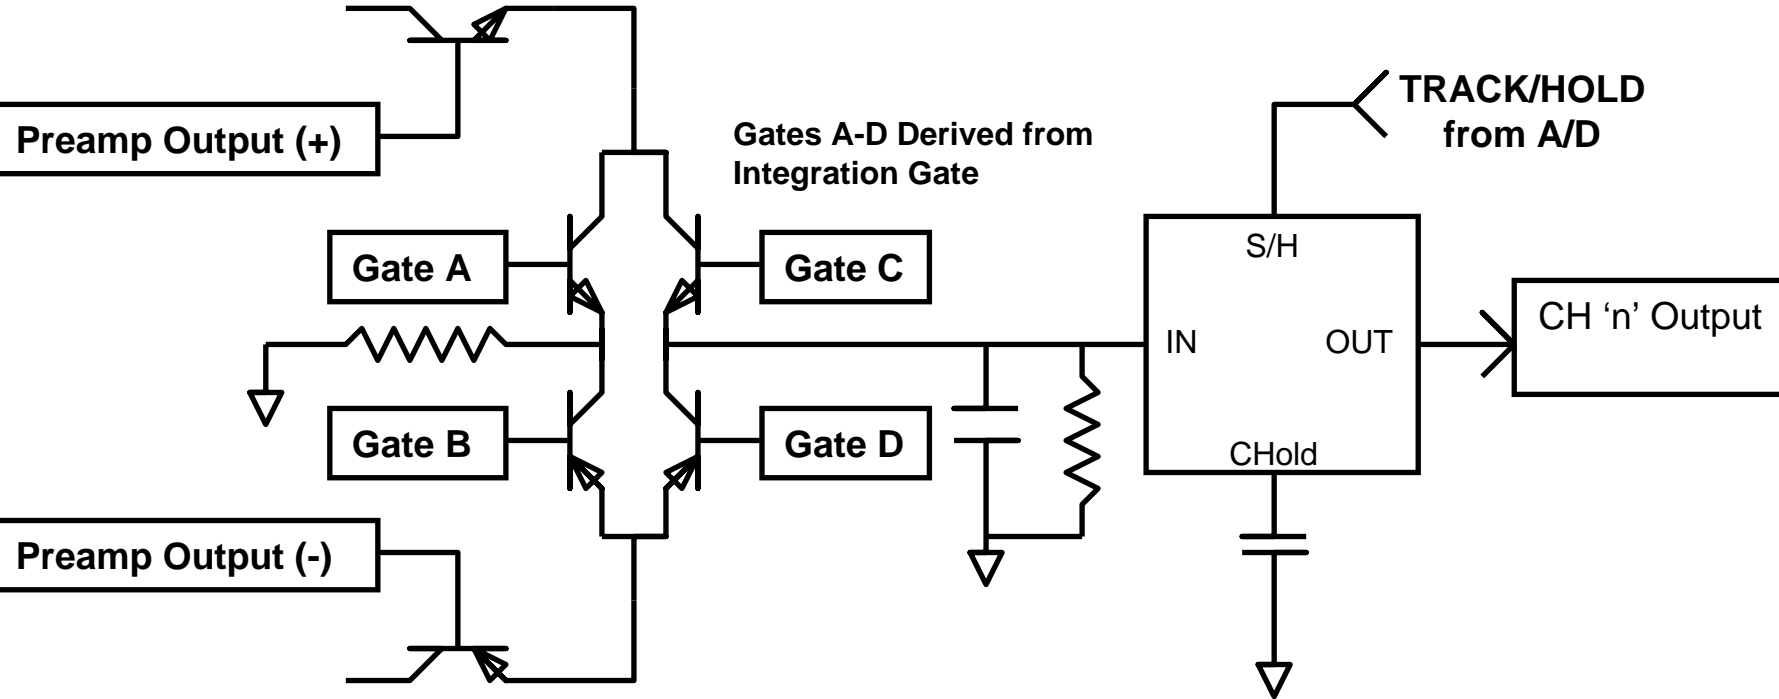 TRACK/HOLD
from A/D
Preamp Output (+)
Gates A-D Derived from
Integration Gate
Gate A
Gate C
S/H
IN
OUT
CH ‘n’ Output
Gate B
Gate D
CHold
Preamp Output (-)